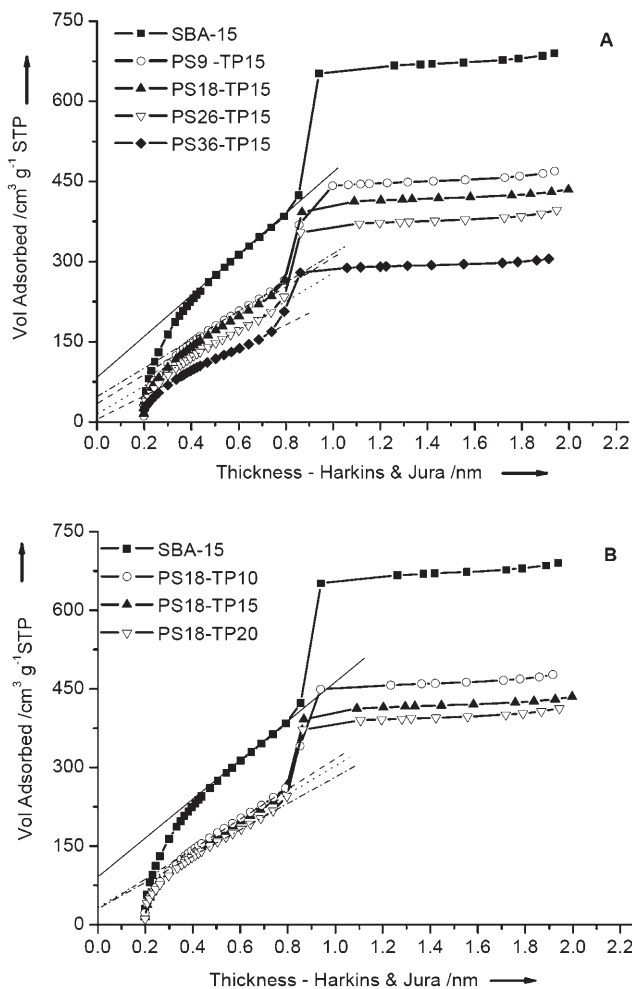 A
SBA-15
PS9 -TP15
PS18-TP15
PS26-TP15
PS36-TP15
Vol Adsorbed /cm³ g⁻¹ STP
750
600
450
300
150
0
0.0 0.2 0.4 0.6 0.8 1.0 1.2 1.4 1.6 1.8 2.0 2.2
Thickness - Harkins & Jura /nm
B
SBA-15
PS18-TP10
PS18-TP15
PS18-TP20
Vol Adsorbed /cm³ g⁻¹STP
750
600
450
300
150
0
0.0 0.2 0.4 0.6 0.8 1.0 1.2 1.4 1.6 1.8 2.0 2.2
Thickness - Harkins & Jura /nm